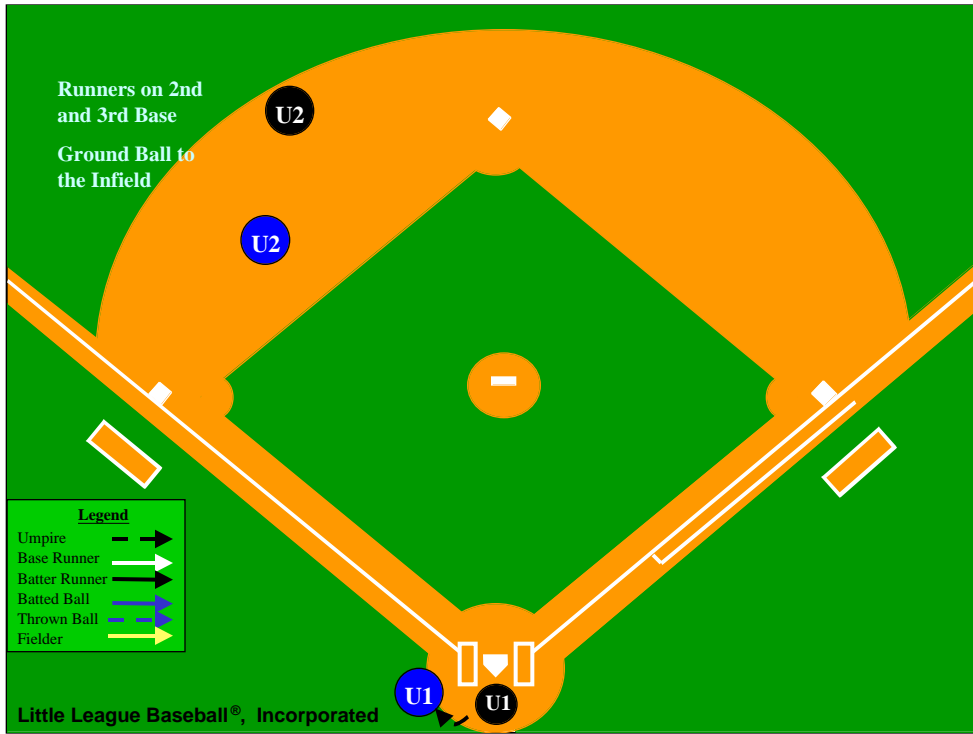 Runners on 2nd
and 3rd Base
Ground Ball to
the Infield
U2
U2
Legend
Umpire
Base Runner
Batter Runner
Batted Ball
Thrown Ball
Fielder
U1
U1
Little League Baseball®, Incorporated